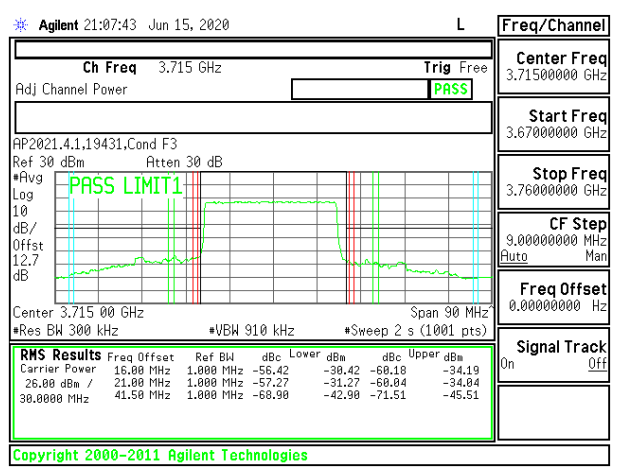 Agilent 21:07:43 Jun 15, 2020 L
Freq/Channel
Ch Freq 3.715 GHz Trig Free
Adj Channel Power PASS
AP2021.4.1,19431,Cond F3
Ref 30 dBm Atten 30 dB
#Avg
Log
10
dB/
Offst
12.7
dB
PASS LIMIT1
Center 3.715 00 GHz Span 90 MHz^
#Res BW 300 kHz #VBW 910 kHz #Sweep 2 s (1001 pts)
RMS Results Freq Offset Ref BW dBc Lower dBm dBc Upper dBm
Carrier Power 16.00 MHz 1.000 MHz -56.42 -30.42 -60.18 -34.19
26.00 dBm / 21.00 MHz 1.000 MHz -57.27 -31.27 -60.04 -34.04
30.0000 MHz 41.50 MHz 1.000 MHz -68.90 -42.90 -71.51 -45.51
Center Freq
3.71500000 GHz
Start Freq
3.67000000 GHz
Stop Freq
3.76000000 GHz
CF Step
9.00000000 MHz
Auto Man
Freq Offset
0.00000000 Hz
Signal Track
On Off
Copyright 2000-2011 Agilent Technologies